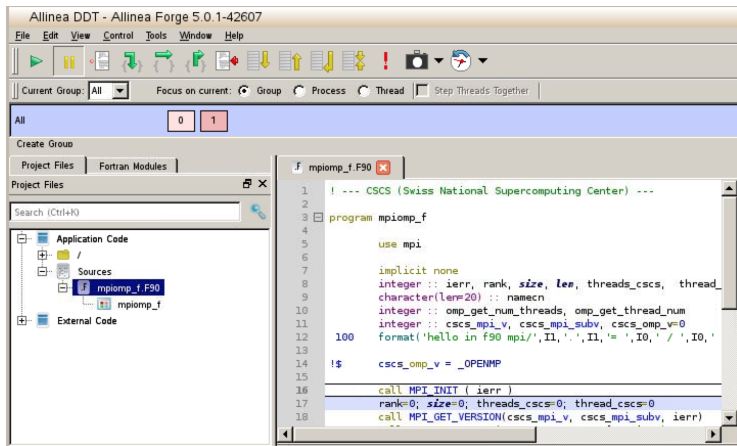 Allinea DDT - Allinea Forge 5.0.1-42607
File Edit View Control Tools Window Help
Current Group: All Focus on current: Group Process Thread Step Threads Together
All 0 1
Create Group
Project Files Fortran Modules
Project Files
Search (Ctrl+K)
Application Code
/
Sources
mpiomp_f.F90
mpiomp_f
External Code
F mpiomp_f.F90
1 ! --- CSCS (Swiss National Supercomputing Center) ---
2
3 program mpiomp_f
4
5 use mpi
6
7 implicit none
8 integer :: ierr, rank, size, len, threads_cscs, thread_
9 character(len=20) :: namecn
10 integer :: omp_get_num_threads, omp_get_thread_num
11 integer :: cscs_mpi_v, cscs_mpi_subv, cscs_omp_v=0
12 100 format('hello in f90 mpi/',I1,'.',I1,'= ',I0,' / ',I0,'
13
14 !$ cscs_omp_v = _OPENMP
15
16 call MPI_INIT ( ierr )
17 rank=0; size=0; threads_cscs=0; thread_cscs=0
18 call MPI_GET_VERSION(cscs_mpi_v, cscs_mpi_subv, ierr)